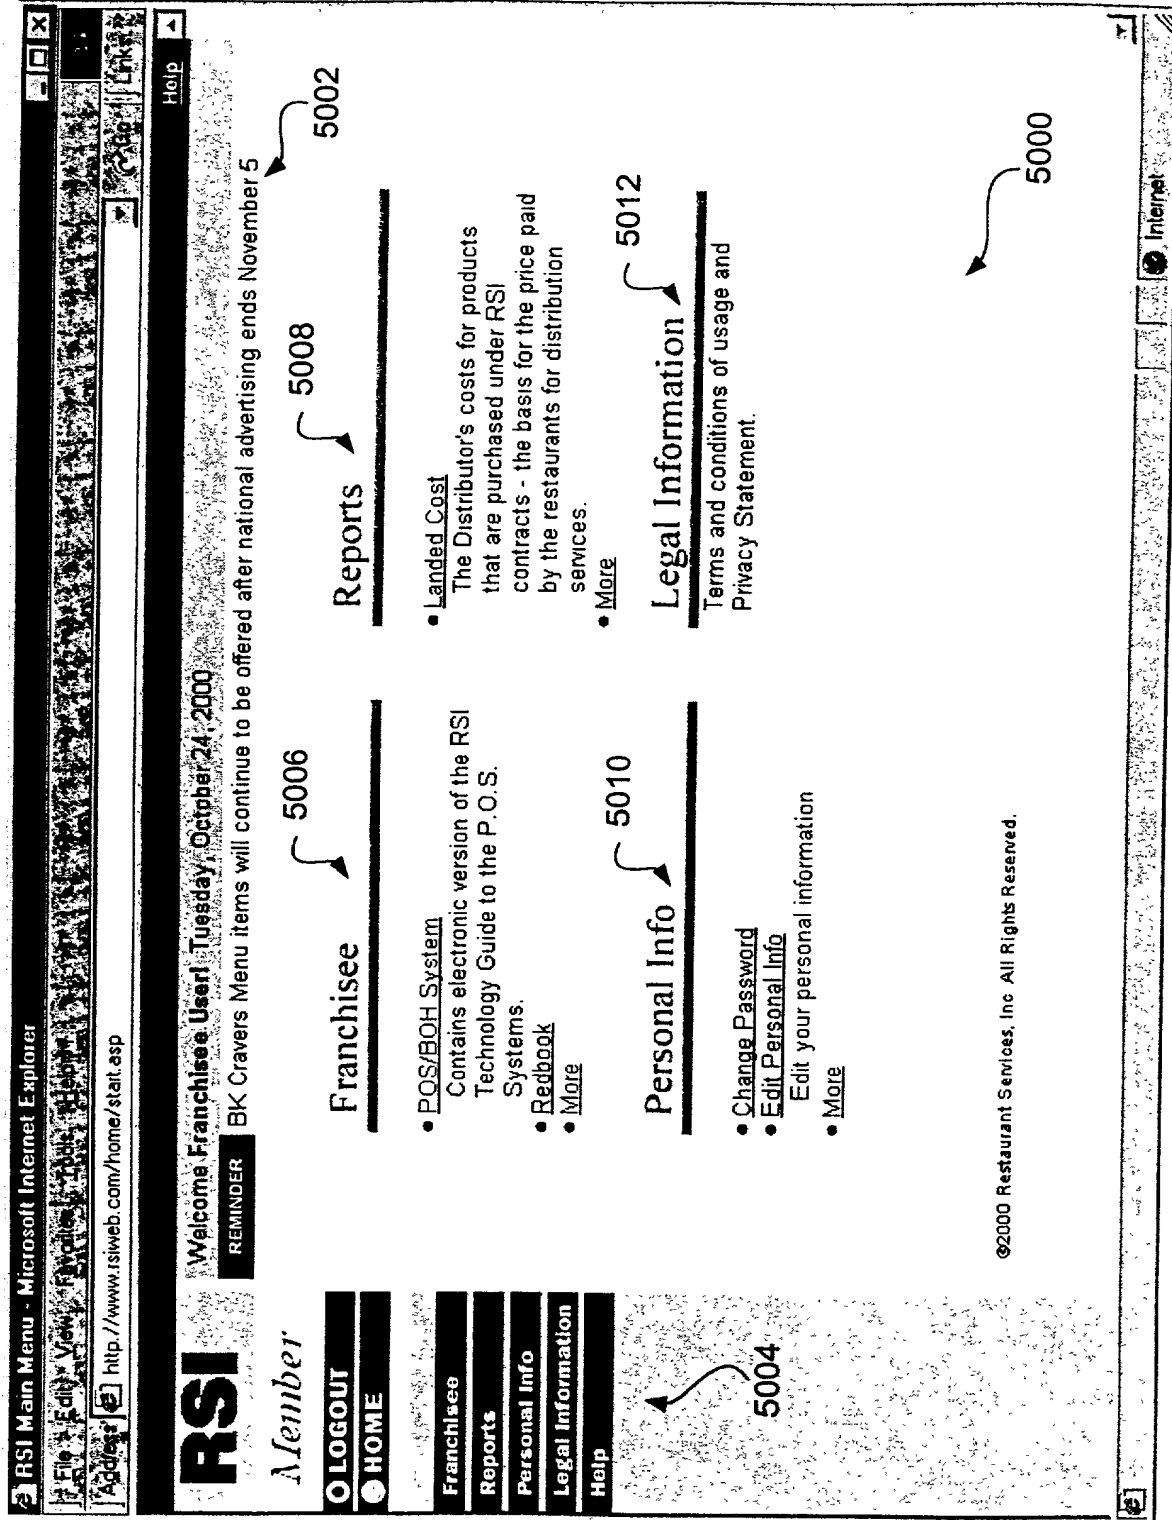 RSI Main Menu - Microsoft Internet Explorer
File Edit View Favorites Tools Help
Address http://www.rsiweb.com/home/start.asp Go Links »
Help
RSI
Welcome Franchisee User! Tuesday, October 24, 2000
REMINDER BK Cravers Menu items will continue to be offered after national advertising ends November 5
5002
Member
LOGOUT
HOME
Franchisee
Reports
Personal Info
Legal Information
Help
5004
Franchisee
5006
• POS/BOH System
Contains electronic version of the RSI
Technology Guide to the P.O.S.
Systems.
• Redbook
• More
Reports
5008
• Landed Cost
The Distributor's costs for products
that are purchased under RSI
contracts - the basis for the price paid
by the restaurants for distribution
services.
• More
Personal Info
5010
• Change Password
• Edit Personal Info
Edit your personal information
• More
Legal Information
5012
Terms and conditions of usage and
Privacy Statement.
5000
©2000 Restaurant Services, Inc All Rights Reserved.
Internet